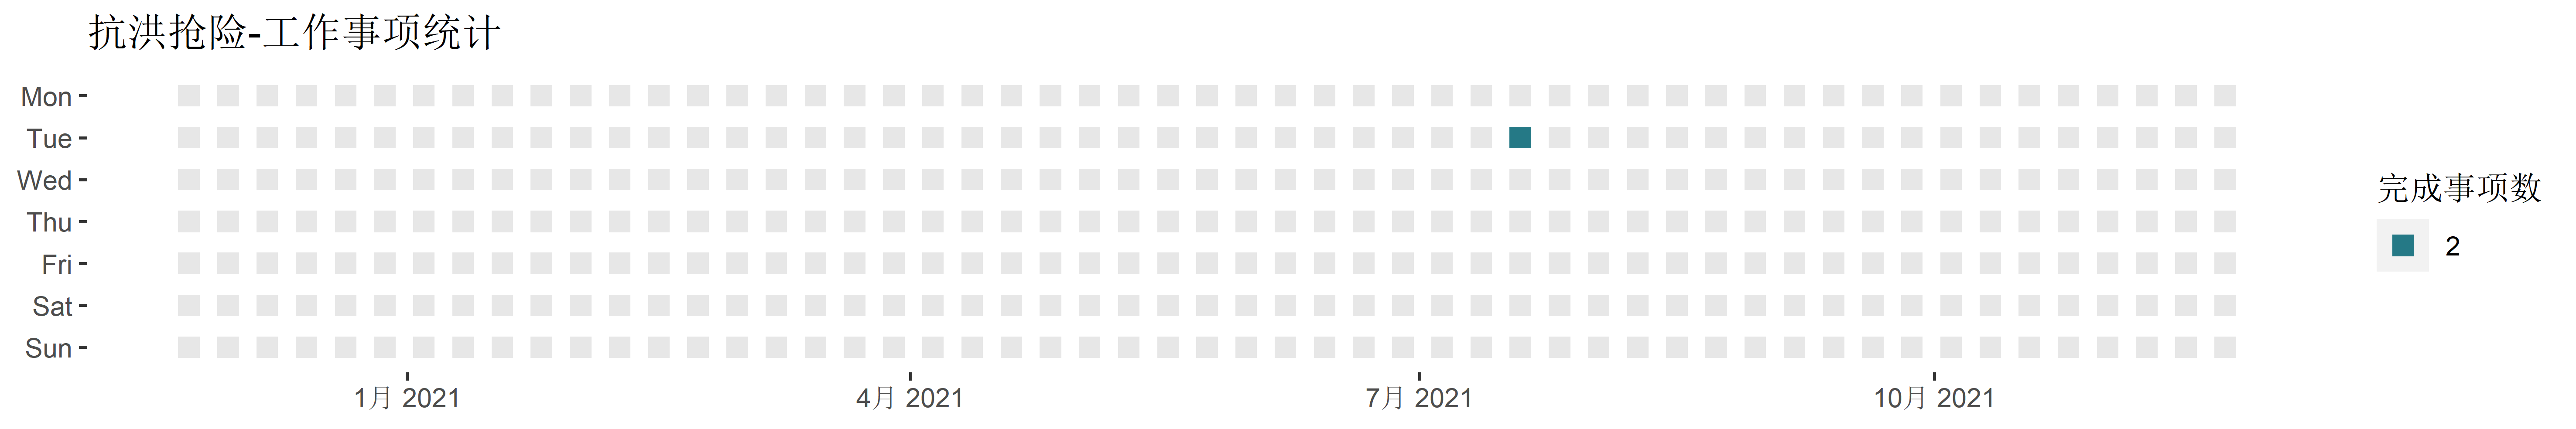 抗洪抢险-工作事项统计
Mon
Tue
Wed
Thu
Fri
Sat
Sun
1月 2021
4月 2021
7月 2021
10月 2021
完成事项数
2